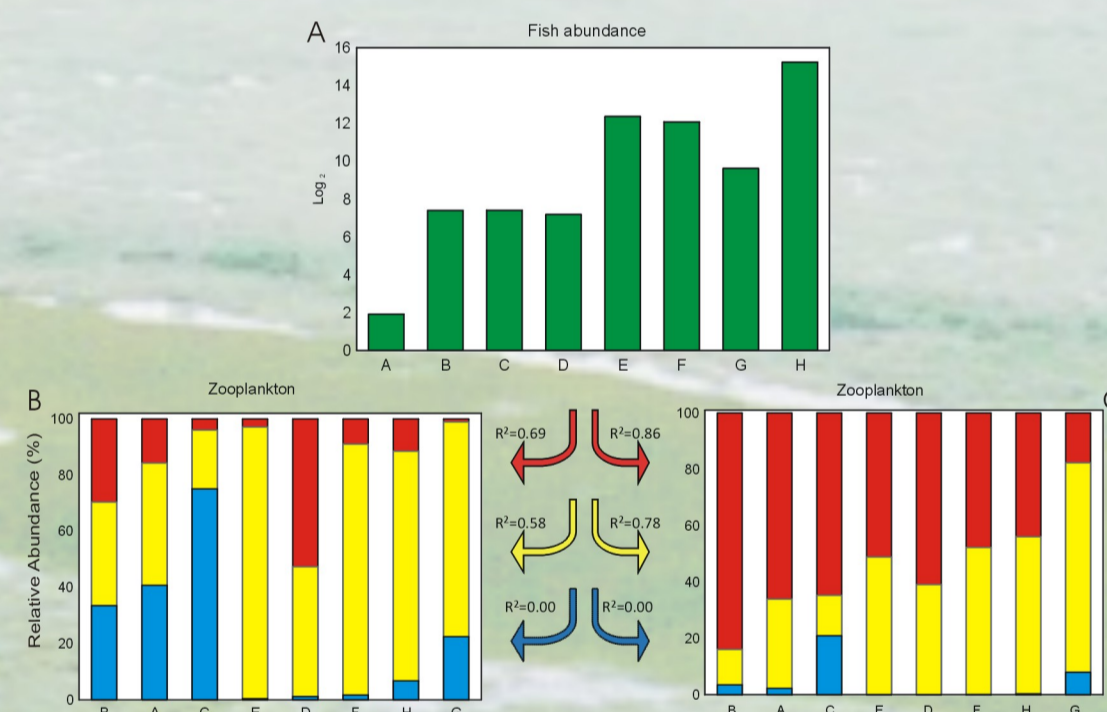 A
Fish abundance
16
14
12
10
8
6
4
2
0
Log 2
A B C D E F G H
B
Zooplankton
100
80
60
40
20
0
Relative Abundance (%)
R²=0.69
R²=0.86
R²=0.58
R²=0.78
R²=0.00
R²=0.00
Zooplankton
100
80
60
40
20
0
B A C D H G